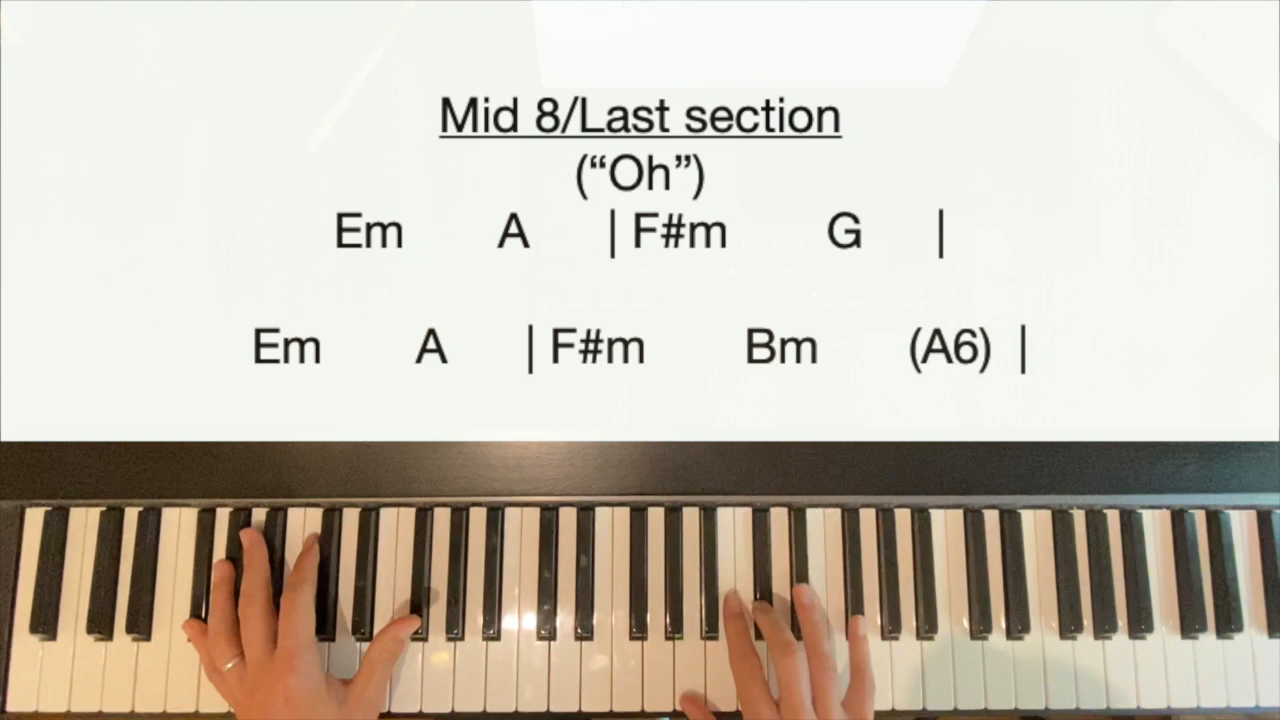 Mid 8/Last section
(“Oh”)
Em A | F#m G |
Em A | F#m Bm (A6) |